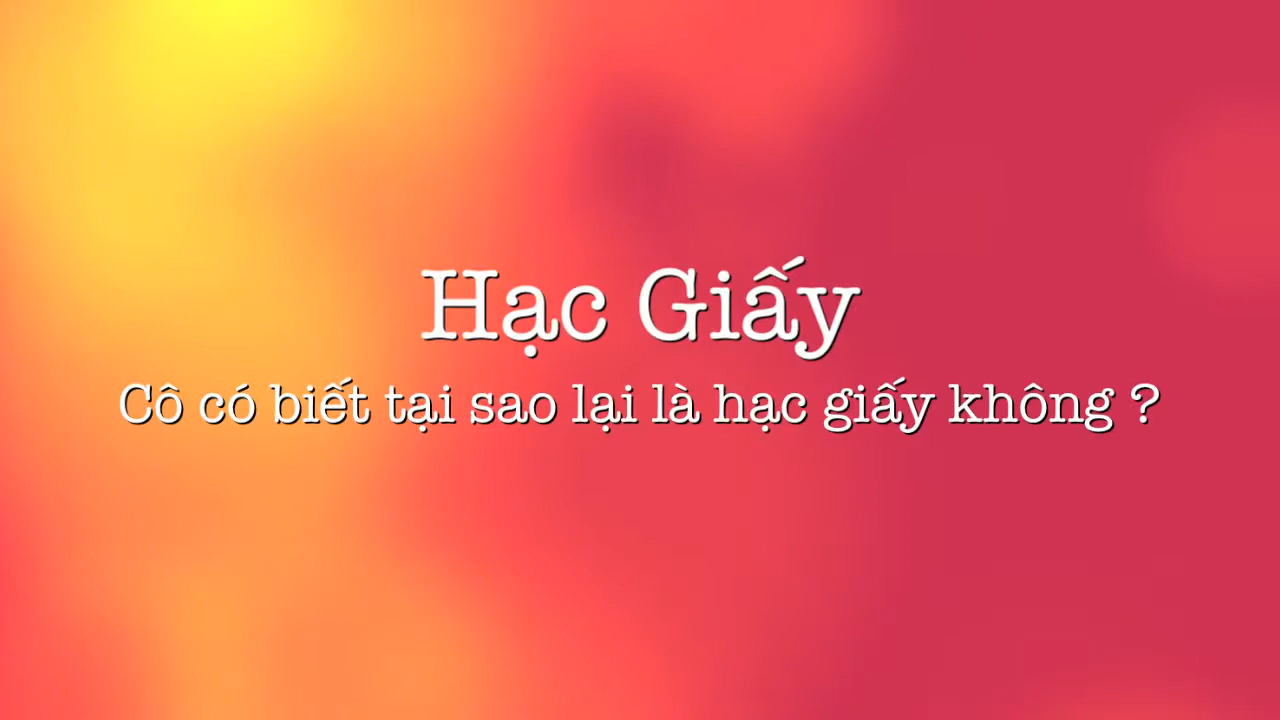 Hạc Giấy
Cô có biết tại sao lại là hạc giấy không ?